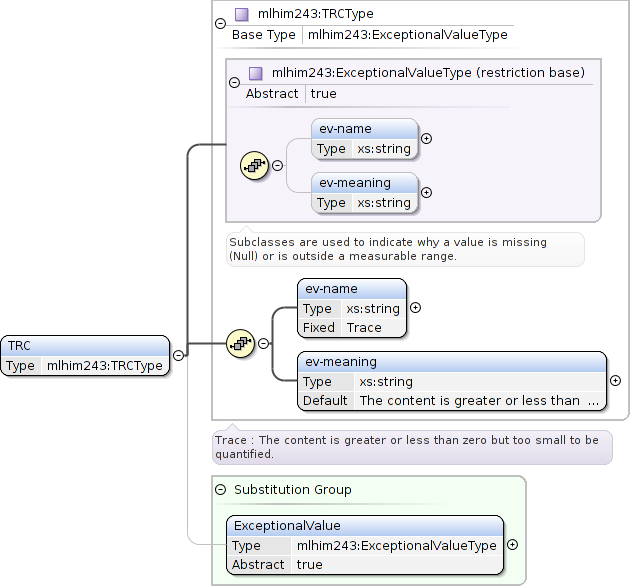 mlhim243:TRCType
Base Type mlhim243:ExceptionalValueType
mlhim243:ExceptionalValueType (restriction base)
Abstract true
ev-name
Type xs:string
ev-meaning
Type xs:string
Subclasses are used to indicate why a value is missing
(Null) or is outside a measurable range.
ev-name
Type xs:string
Fixed Trace
TRC
Type mlhim243:TRCType
ev-meaning
Type xs:string
Default The content is greater or less than ...
Trace : The content is greater or less than zero but too small to be
quantified.
Substitution Group
ExceptionalValue
Type mlhim243:ExceptionalValueType
Abstract true